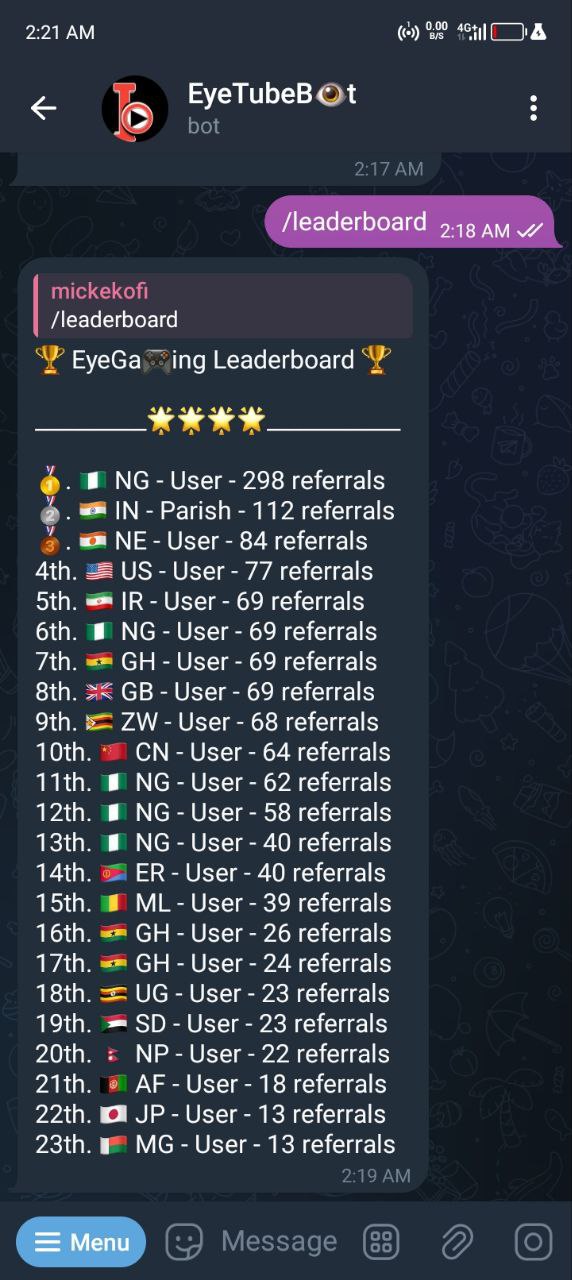 2:21 AM
0.00 B/S
4G+
EyeTubeB👁t
bot
2:17 AM
/leaderboard 2:18 AM
mickekofi
/leaderboard
🏆 EyeGa🎮ing Leaderboard 🏆
___________🌟🌟🌟🌟_____________
🥇. 🇳🇬 NG - User - 298 referrals
🥈. 🇮🇳 IN - Parish - 112 referrals
🥉. 🇳🇪 NE - User - 84 referrals
4th. 🇺🇸 US - User - 77 referrals
5th. 🇮🇷 IR - User - 69 referrals
6th. 🇳🇬 NG - User - 69 referrals
7th. 🇬🇭 GH - User - 69 referrals
8th. 🇬🇧 GB - User - 69 referrals
9th. 🇿🇼 ZW - User - 68 referrals
10th. 🇨🇳 CN - User - 64 referrals
11th. 🇳🇬 NG - User - 62 referrals
12th. 🇳🇬 NG - User - 58 referrals
13th. 🇳🇬 NG - User - 40 referrals
14th. 🇪🇷 ER - User - 40 referrals
15th. 🇲🇱 ML - User - 39 referrals
16th. 🇬🇭 GH - User - 26 referrals
17th. 🇬🇭 GH - User - 24 referrals
18th. 🇺🇬 UG - User - 23 referrals
19th. 🇸🇩 SD - User - 23 referrals
20th. 🇳🇵 NP - User - 22 referrals
21th. 🇦🇫 AF - User - 18 referrals
22th. 🇯🇵 JP - User - 13 referrals
23th. 🇲🇬 MG - User - 13 referrals
2:19 AM
Menu
Message